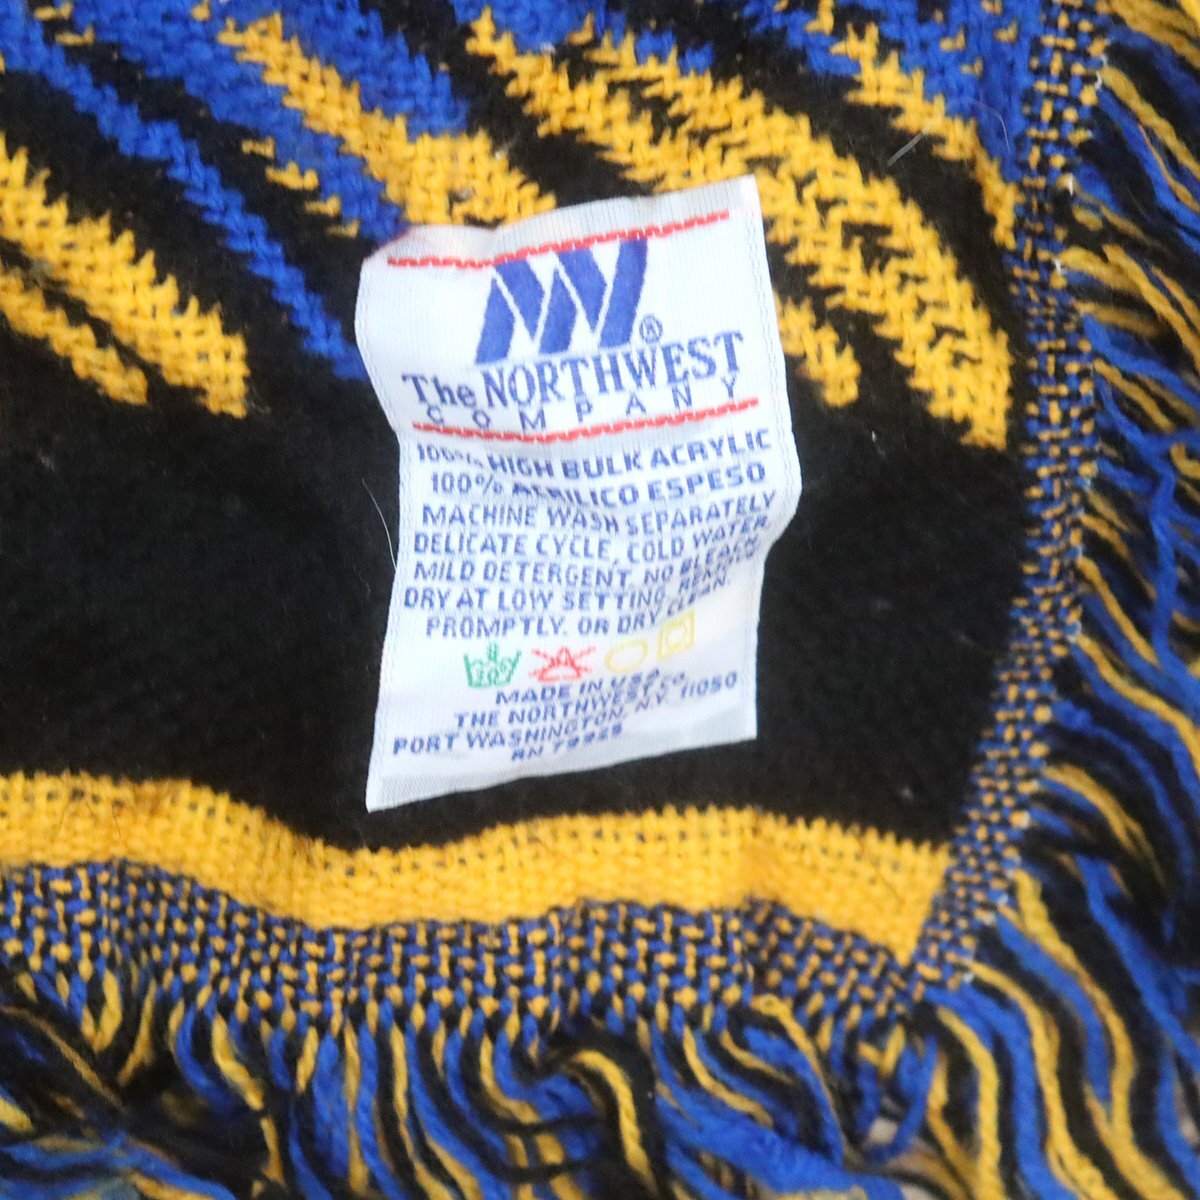 ®
The NORTHWEST
COMPANY
100% HIGH BULK ACRYLIC
100% ACRILICO ESPESO
MACHINE WASH SEPARATELY
DELICATE CYCLE, COLD WATER
MILD DETERGENT, NO BLEACH
DRY AT LOW SETTING,
PROMPTLY. OR DRY CLEAN.
MADE IN USA
THE NORTHWEST CO.
PORT WASHINGTON, N.Y. 11050